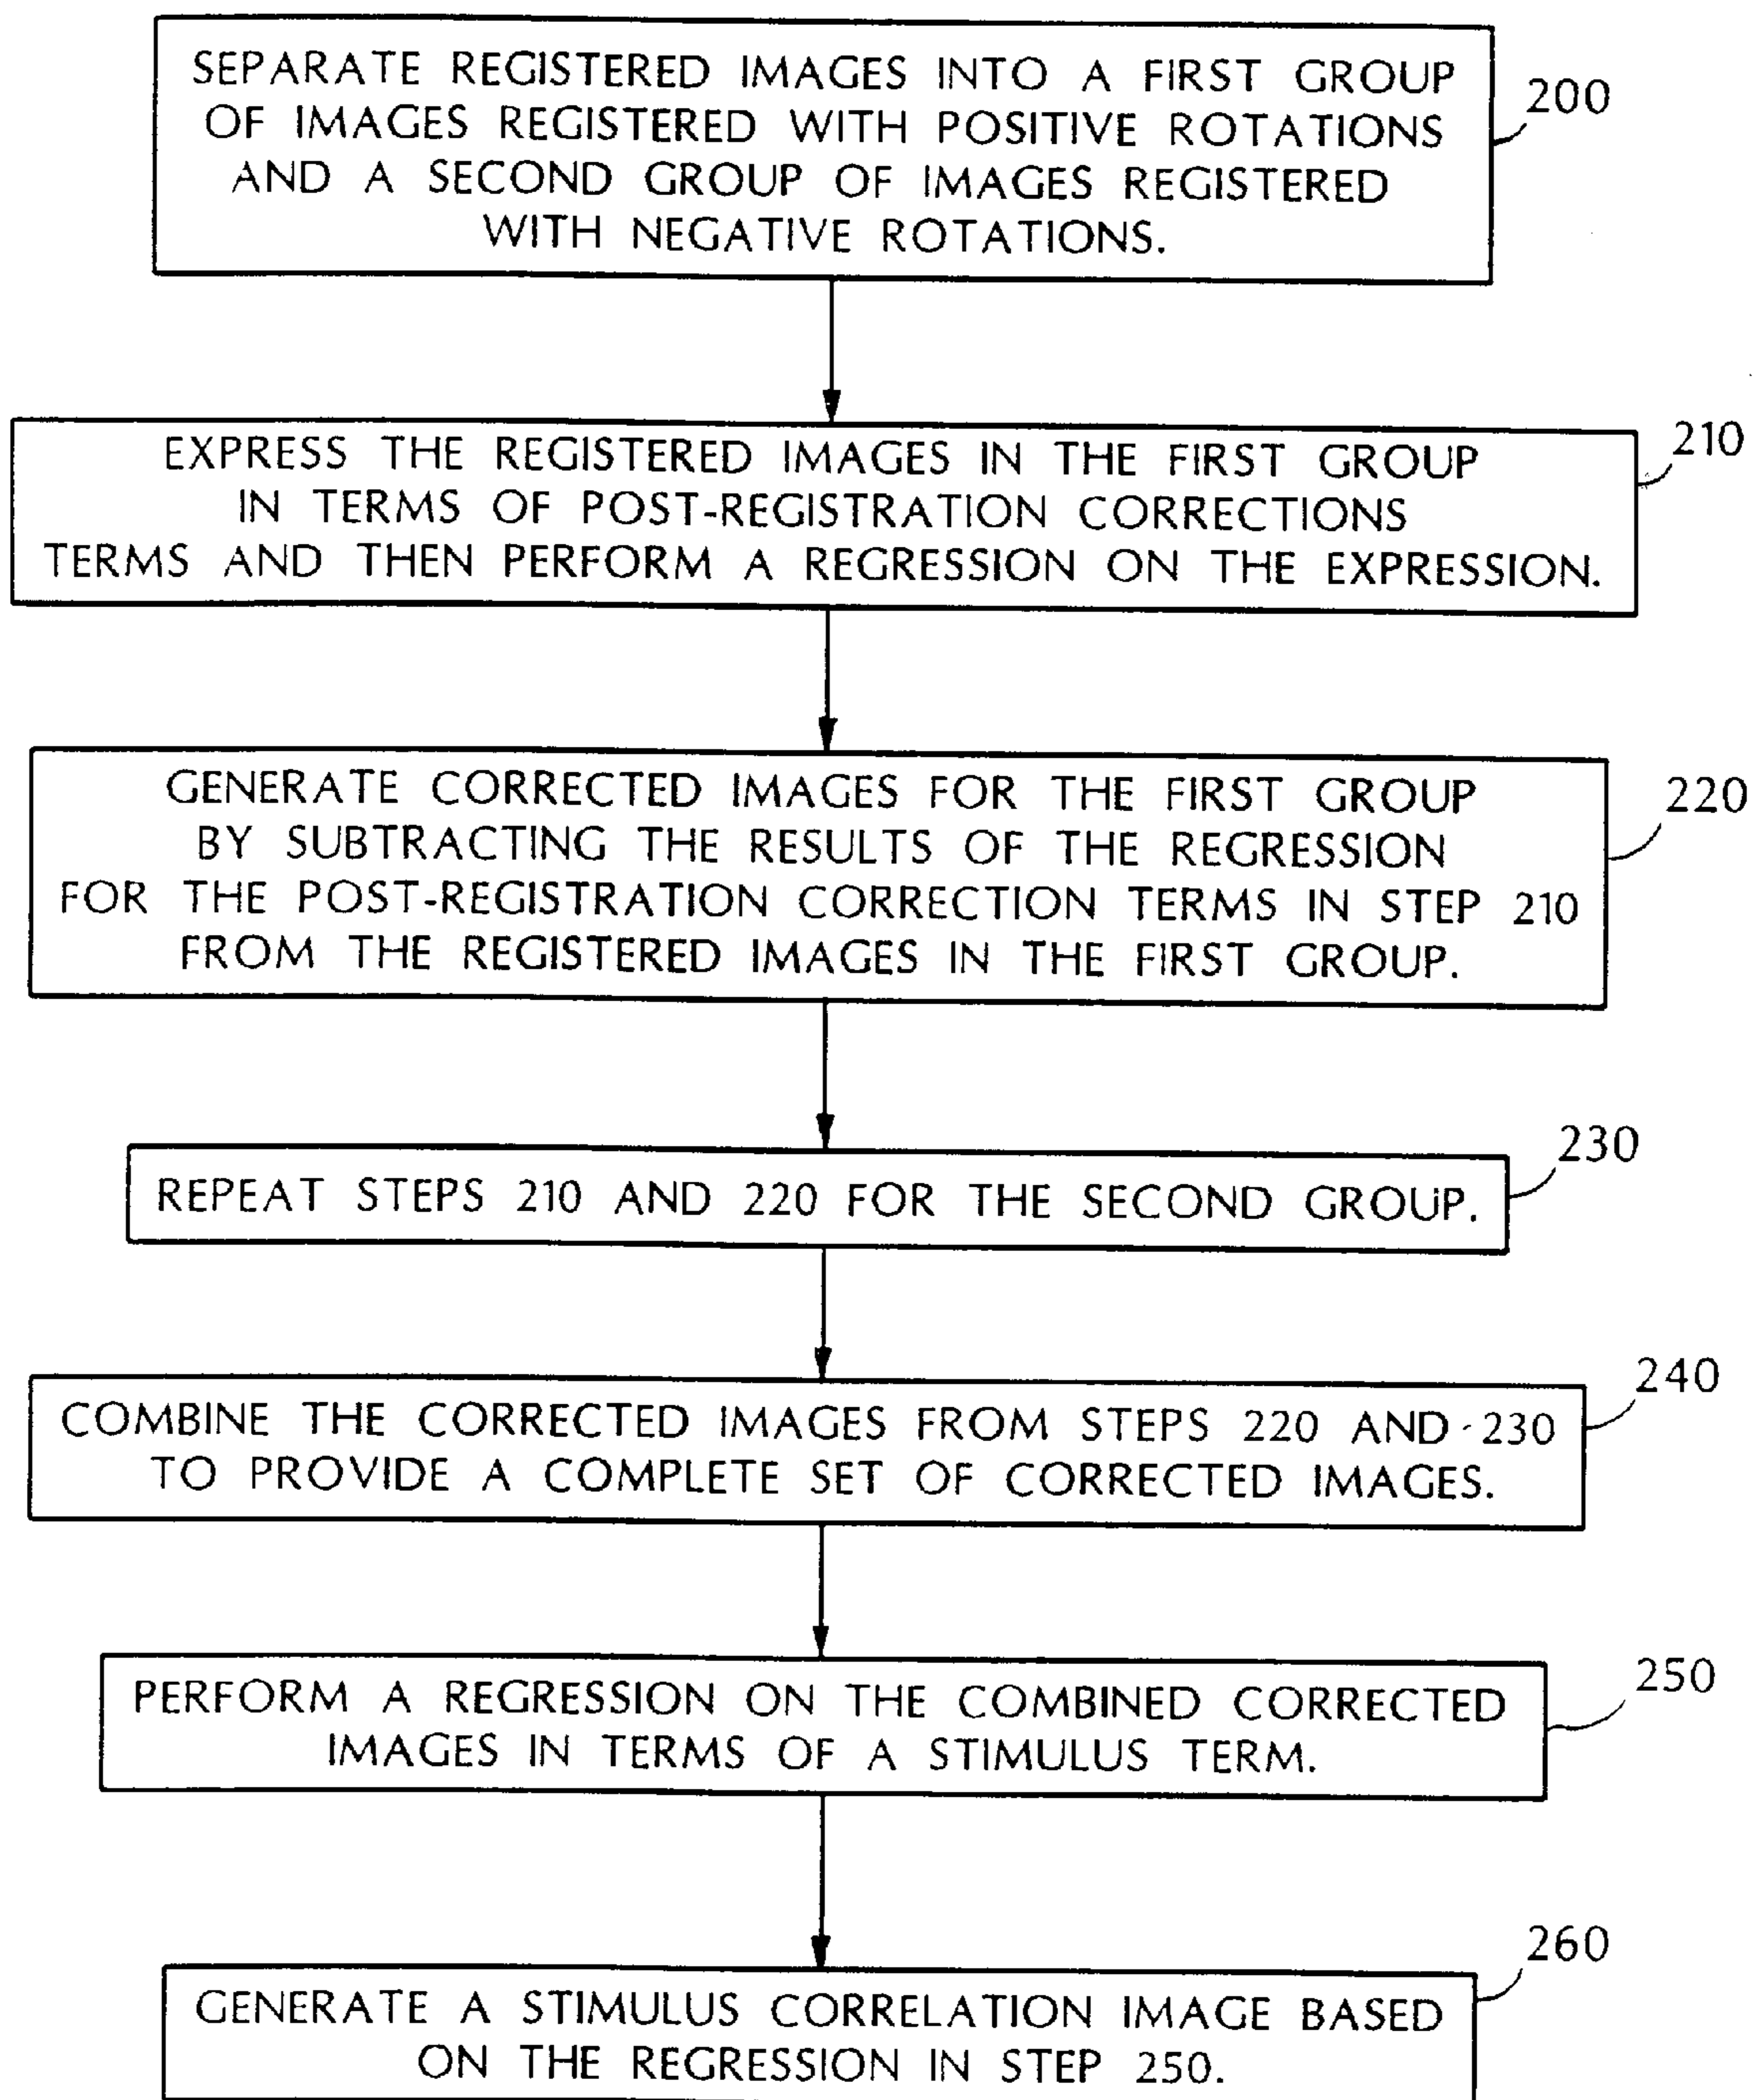 SEPARATE REGISTERED IMAGES INTO A FIRST GROUP
OF IMAGES REGISTERED WITH POSITIVE ROTATIONS
AND A SECOND GROUP OF IMAGES REGISTERED
WITH NEGATIVE ROTATIONS.
200
EXPRESS THE REGISTERED IMAGES IN THE FIRST GROUP
IN TERMS OF POST-REGISTRATION CORRECTIONS
TERMS AND THEN PERFORM A REGRESSION ON THE EXPRESSION.
210
GENERATE CORRECTED IMAGES FOR THE FIRST GROUP
BY SUBTRACTING THE RESULTS OF THE REGRESSION
FOR THE POST-REGISTRATION CORRECTION TERMS IN STEP 210
FROM THE REGISTERED IMAGES IN THE FIRST GROUP.
220
REPEAT STEPS 210 AND 220 FOR THE SECOND GROUP.
230
COMBINE THE CORRECTED IMAGES FROM STEPS 220 AND 230
TO PROVIDE A COMPLETE SET OF CORRECTED IMAGES.
240
PERFORM A REGRESSION ON THE COMBINED CORRECTED
IMAGES IN TERMS OF A STIMULUS TERM.
250
GENERATE A STIMULUS CORRELATION IMAGE BASED
ON THE REGRESSION IN STEP 250.
260